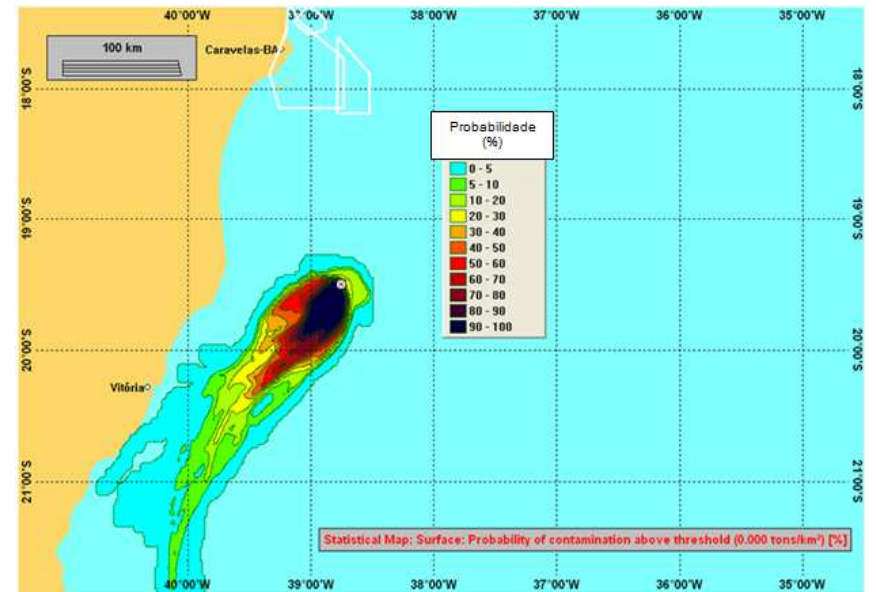 40°00'W
39°00'W
38°00'W
37°00'W
36°00'W
35°00'W
100 km
Caravelas-BA
18°00'S
18°00'S
Probabilidade
(%)
0 - 5
5 - 10
10 - 20
20 - 30
30 - 40
40 - 50
50 - 60
60 - 70
70 - 80
80 - 90
90 - 100
19°00'S
19°00'S
20°00'S
20°00'S
Vitória
21°00'S
21°00'S
Statistical Map: Surface: Probability of contamination above threshold (0.000 tons/km²) [%]
40°00'W
39°00'W
38°00'W
37°00'W
36°00'W
35°00'W